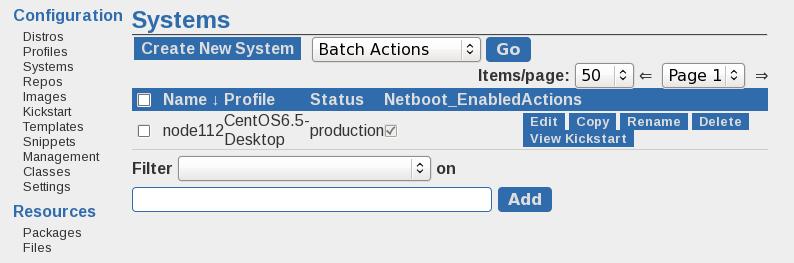 Configuration
Distros
Profiles
Systems
Repos
Images
Kickstart
Templates
Snippets
Management
Classes
Settings
Resources
Packages
Files
Systems
Create New System Batch Actions Go
Items/page: 50 ⇐ Page 1 ⇒
Name ↓ Profile Status Netboot_Enabled Actions
node112 CentOS6.5-Desktop production Edit Copy Rename Delete
View Kickstart
Filter on
Add